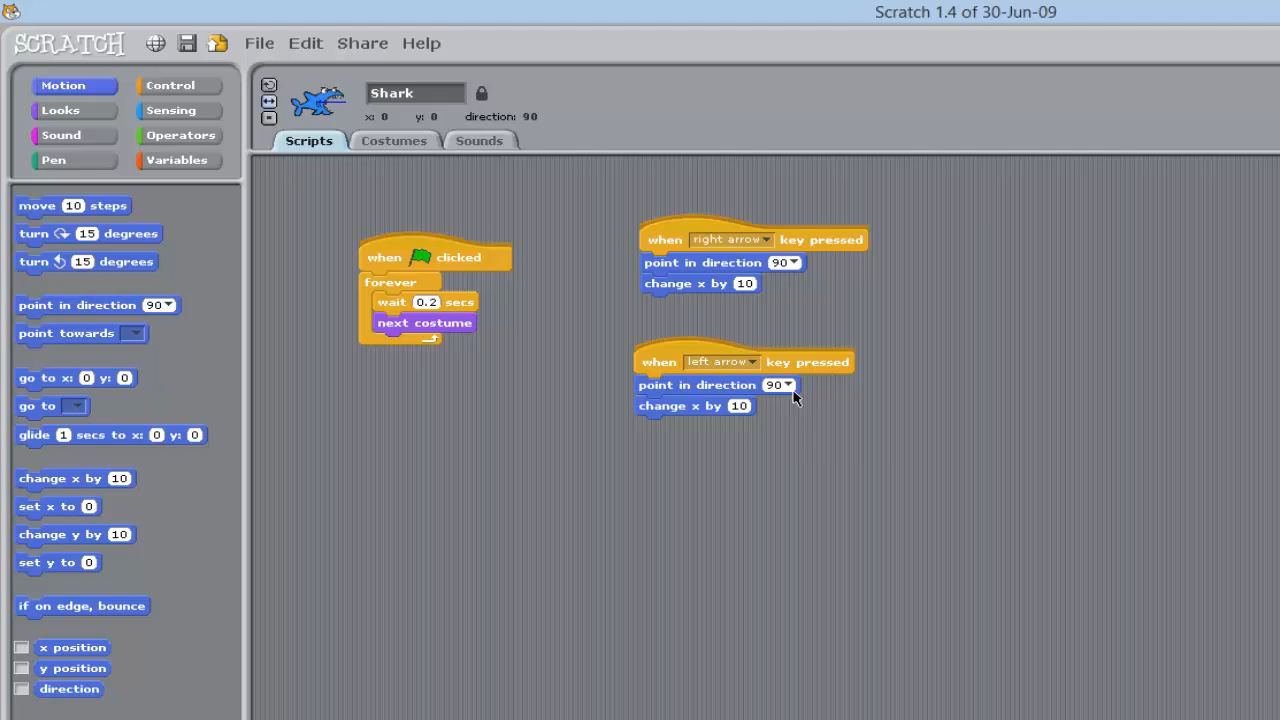 Scratch 1.4 of 30-Jun-09
SCRATCH File Edit Share Help
Motion Control
Looks Sensing
Sound Operators
Pen Variables
Shark
x: 0 y: 0 direction: 90
Scripts Costumes Sounds
move 10 steps
turn 15 degrees
turn 15 degrees
point in direction 90
point towards
go to x: 0 y: 0
go to
glide 1 secs to x: 0 y: 0
change x by 10
set x to 0
change y by 10
set y to 0
if on edge, bounce
x position
y position
direction
when clicked
forever
wait 0.2 secs
next costume
when right arrow key pressed
point in direction 90
change x by 10
when left arrow key pressed
point in direction 90
change x by 10